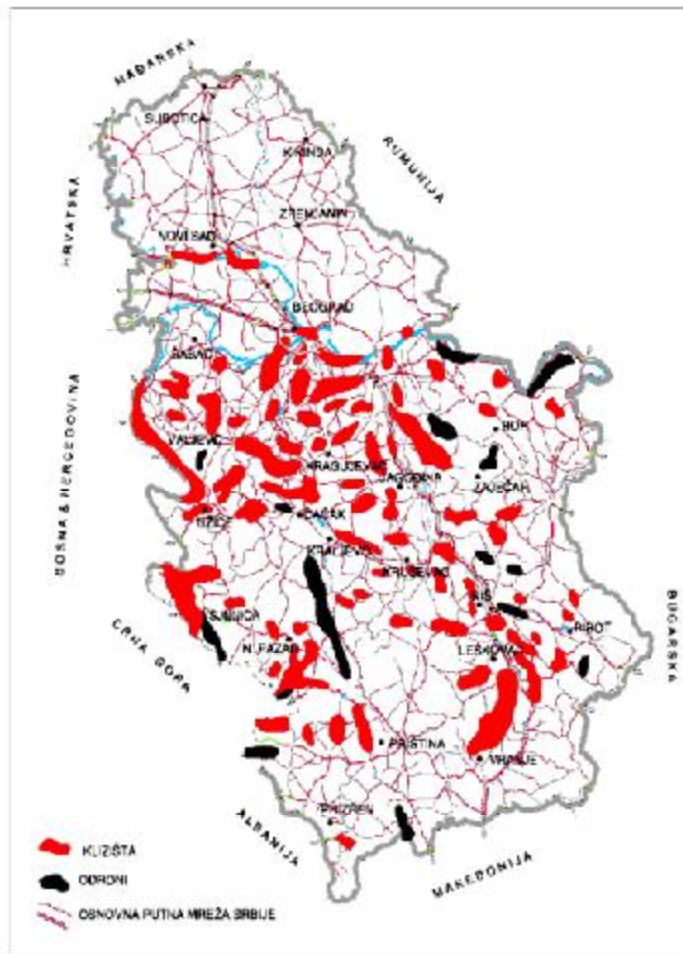 MAĐARSKA
SUBOTICA
KIKINDA
RUMUNIJA
HRVATSKA
ZRENJANIN
NOVI SAD
BEOGRAD
ŠABAC
BOSNA & HERCEGOVINA
VALJEVO
BOR
KRAGUJEVAC
JAGODINA
ZAJEČAR
UŽICE
ČAČAK
KRALJEVO
KRUŠEVAC
NIŠ
PIROT
BUGARSKA
SJENICA
CRNA GORA
N.PAZAR
LESKOVAC
PRIŠTINA
VRANJE
PRIZREN
ALBANIJA
MAKEDONIJA
KLIZIŠTA
ODRONI
OSNOVNA PUTNA MREŽA SRBIJE